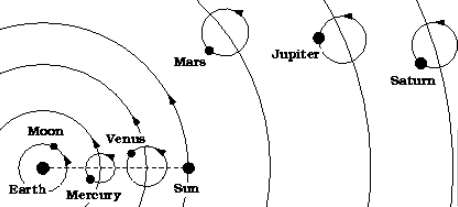 Mars
Jupiter
Saturn
Moon
Venus
Earth
Mercury
Sun